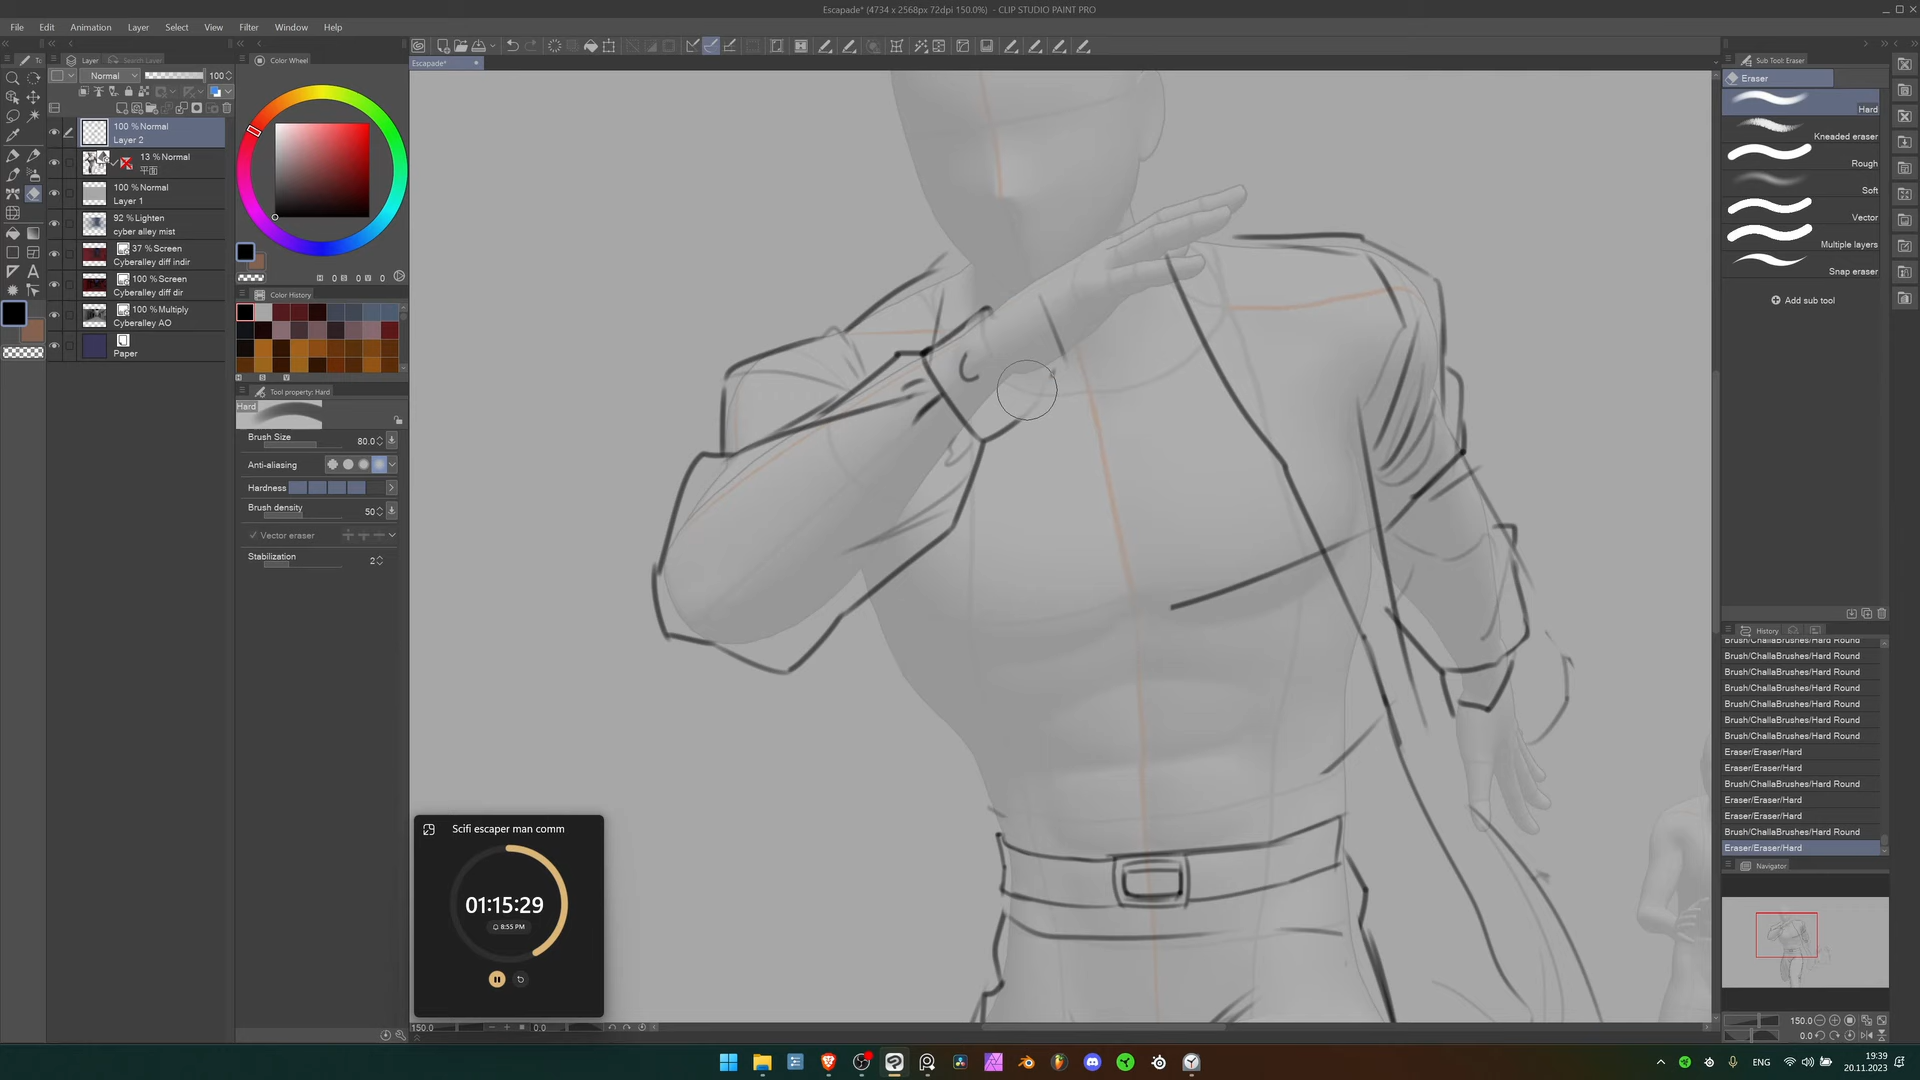 Escapade* (4734 x 2568px 72dpi 150.0%) - CLIP STUDIO PAINT PRO
File Edit Animation Layer Select View Filter Window Help
Layer Search Layer
Normal 100
100 % Normal
Layer 2
13 % Normal
平面
100 % Normal
Layer 1
92 % Lighten
cyber alley mist
37 % Screen
Cyberalley diff indir
100 % Screen
Cyberalley diff dir
100 % Multiply
Cyberalley AO
Paper
Color Wheel
H 0 S 0 V 0
Color History
H S V
Tool property: Hard
Hard
Brush Size 80.0
Anti-aliasing
Hardness
Brush density 50
Vector eraser
Stabilization 2
Escapade*
Scifi escaper man comm
01:15:29
8:55 PM
150.0 0.0
Sub Tool: Eraser
Eraser
Hard
Kneaded eraser
Rough
Soft
Vector
Multiple layers
Snap eraser
Add sub tool
History
Brush/ChallaBrushes/Hard Round
Brush/ChallaBrushes/Hard Round
Brush/ChallaBrushes/Hard Round
Brush/ChallaBrushes/Hard Round
Brush/ChallaBrushes/Hard Round
Brush/ChallaBrushes/Hard Round
Brush/ChallaBrushes/Hard Round
Eraser/Eraser/Hard
Eraser/Eraser/Hard
Brush/ChallaBrushes/Hard Round
Eraser/Eraser/Hard
Eraser/Eraser/Hard
Brush/ChallaBrushes/Hard Round
Eraser/Eraser/Hard
Navigator
150.0
0.0
ENG
19:39
20.11.2023